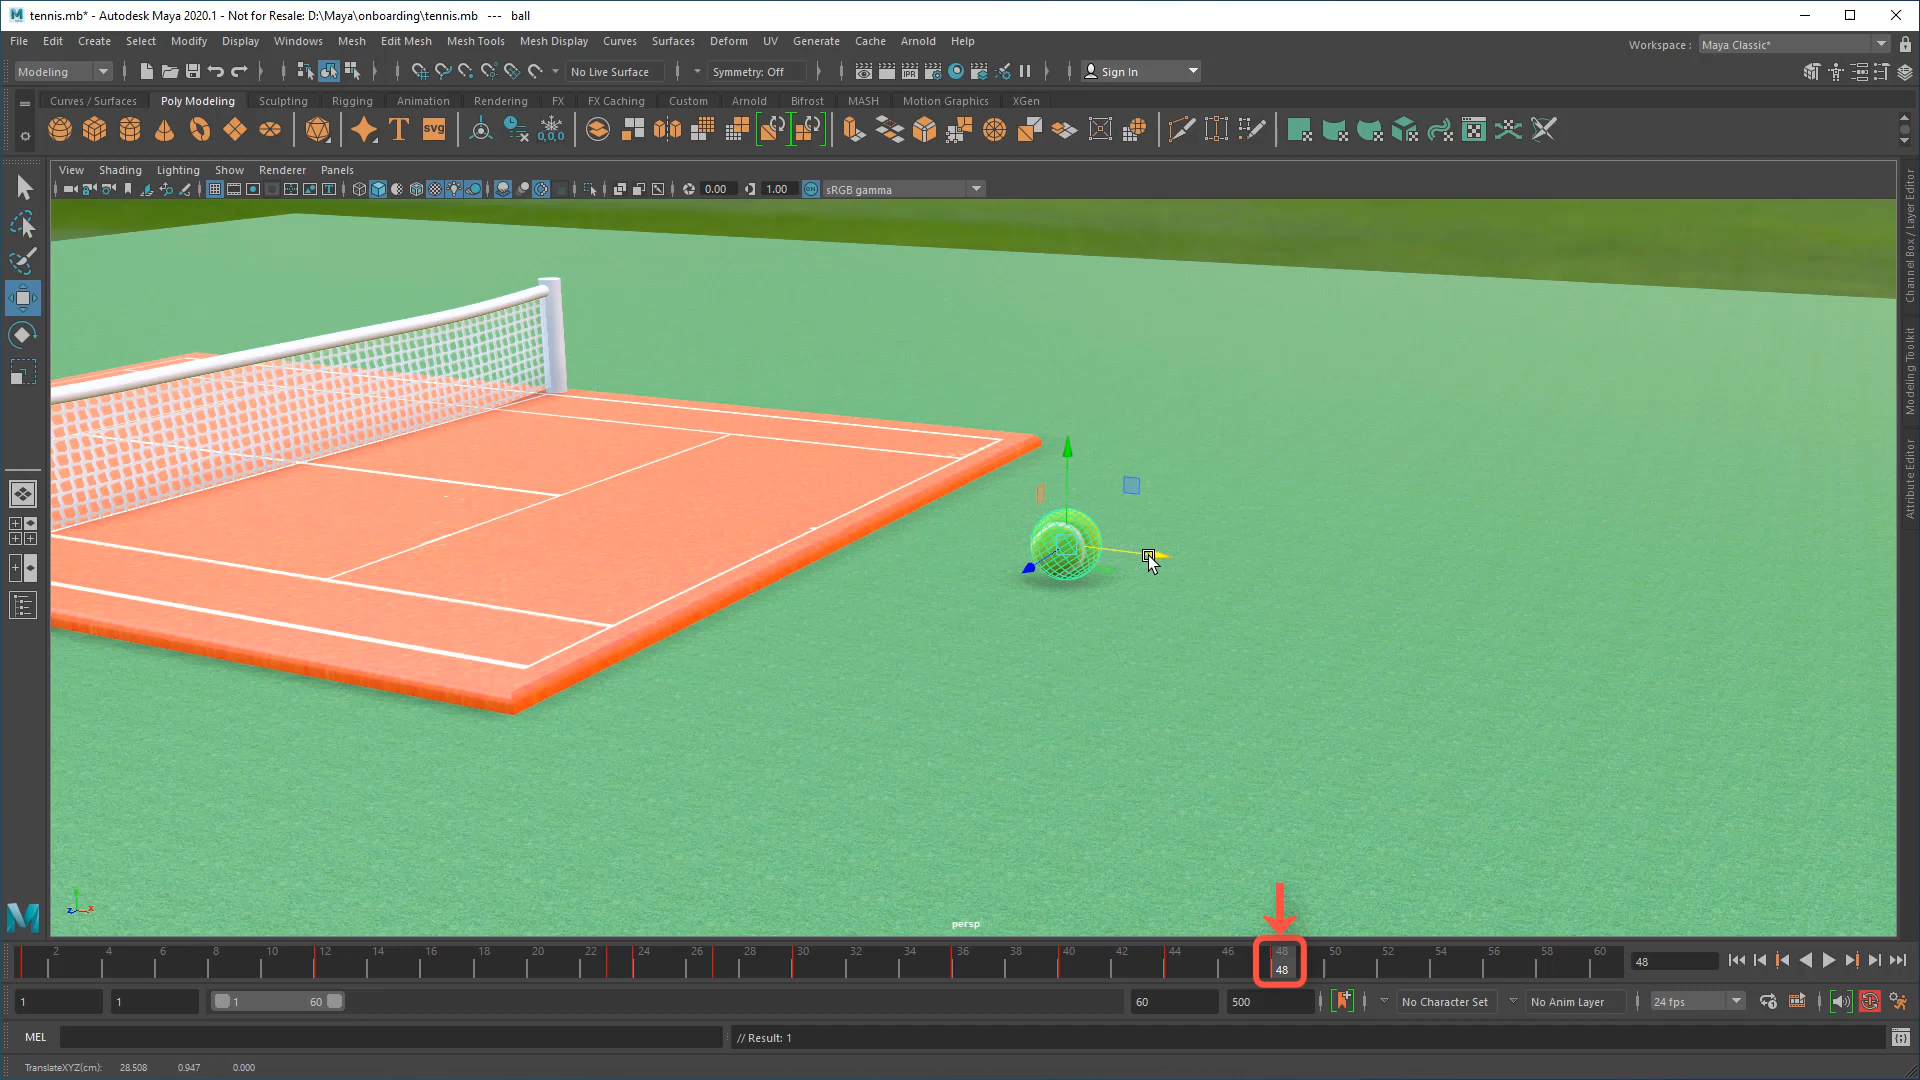 tennis.mb* - Autodesk Maya 2020.1 - Not for Resale: D:\Maya\onboarding\tennis.mb --- ball
File Edit Create Select Modify Display Windows Mesh Edit Mesh Mesh Tools Mesh Display Curves Surfaces Deform UV Generate Cache Arnold Help
Workspace : Maya Classic*
Modeling No Live Surface Symmetry: Off IPR Sign In
Curves / Surfaces Poly Modeling Sculpting Rigging Animation Rendering FX FX Caching Custom Arnold Bifrost MASH Motion Graphics XGen
T SVG 0,0,0
View Shading Lighting Show Renderer Panels
0.00 1.00 ON sRGB gamma
Channel Box / Layer Editor
Modeling Toolkit
Attribute Editor
persp
2 4 6 8 10 12 14 16 18 20 22 24 26 28 30 32 34 36 38 40 42 44 46 48 50 52 54 56 58 60
48 48
1 1 1 60 60 500 No Character Set No Anim Layer 24 fps
MEL // Result: 1
TranslateXYZ(cm): 28.508 0.947 0.000